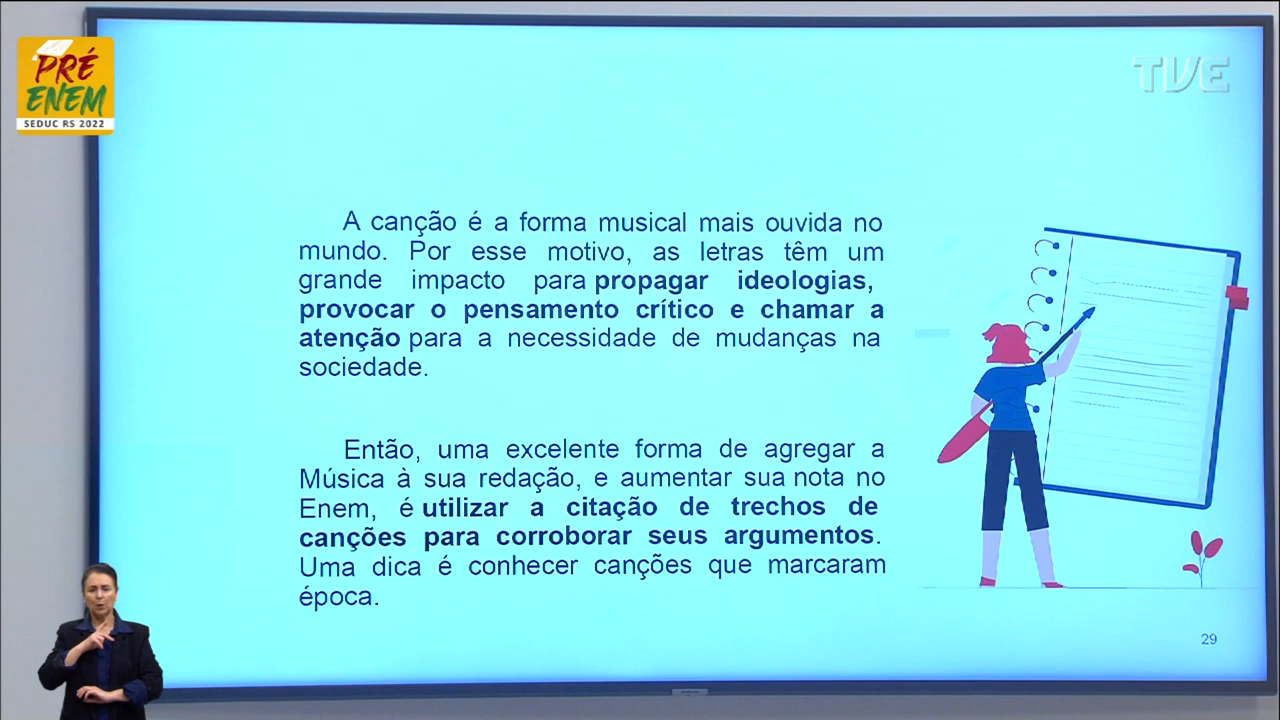 PRÉ
ENEM
SEDUC RS 2022
TVE
A canção é a forma musical mais ouvida no
mundo. Por esse motivo, as letras têm um
grande impacto para propagar ideologias,
provocar o pensamento crítico e chamar a
atenção para a necessidade de mudanças na
sociedade.
Então, uma excelente forma de agregar a
Música à sua redação, e aumentar sua nota no
Enem, é utilizar a citação de trechos de
canções para corroborar seus argumentos.
Uma dica é conhecer canções que marcaram
época.
29